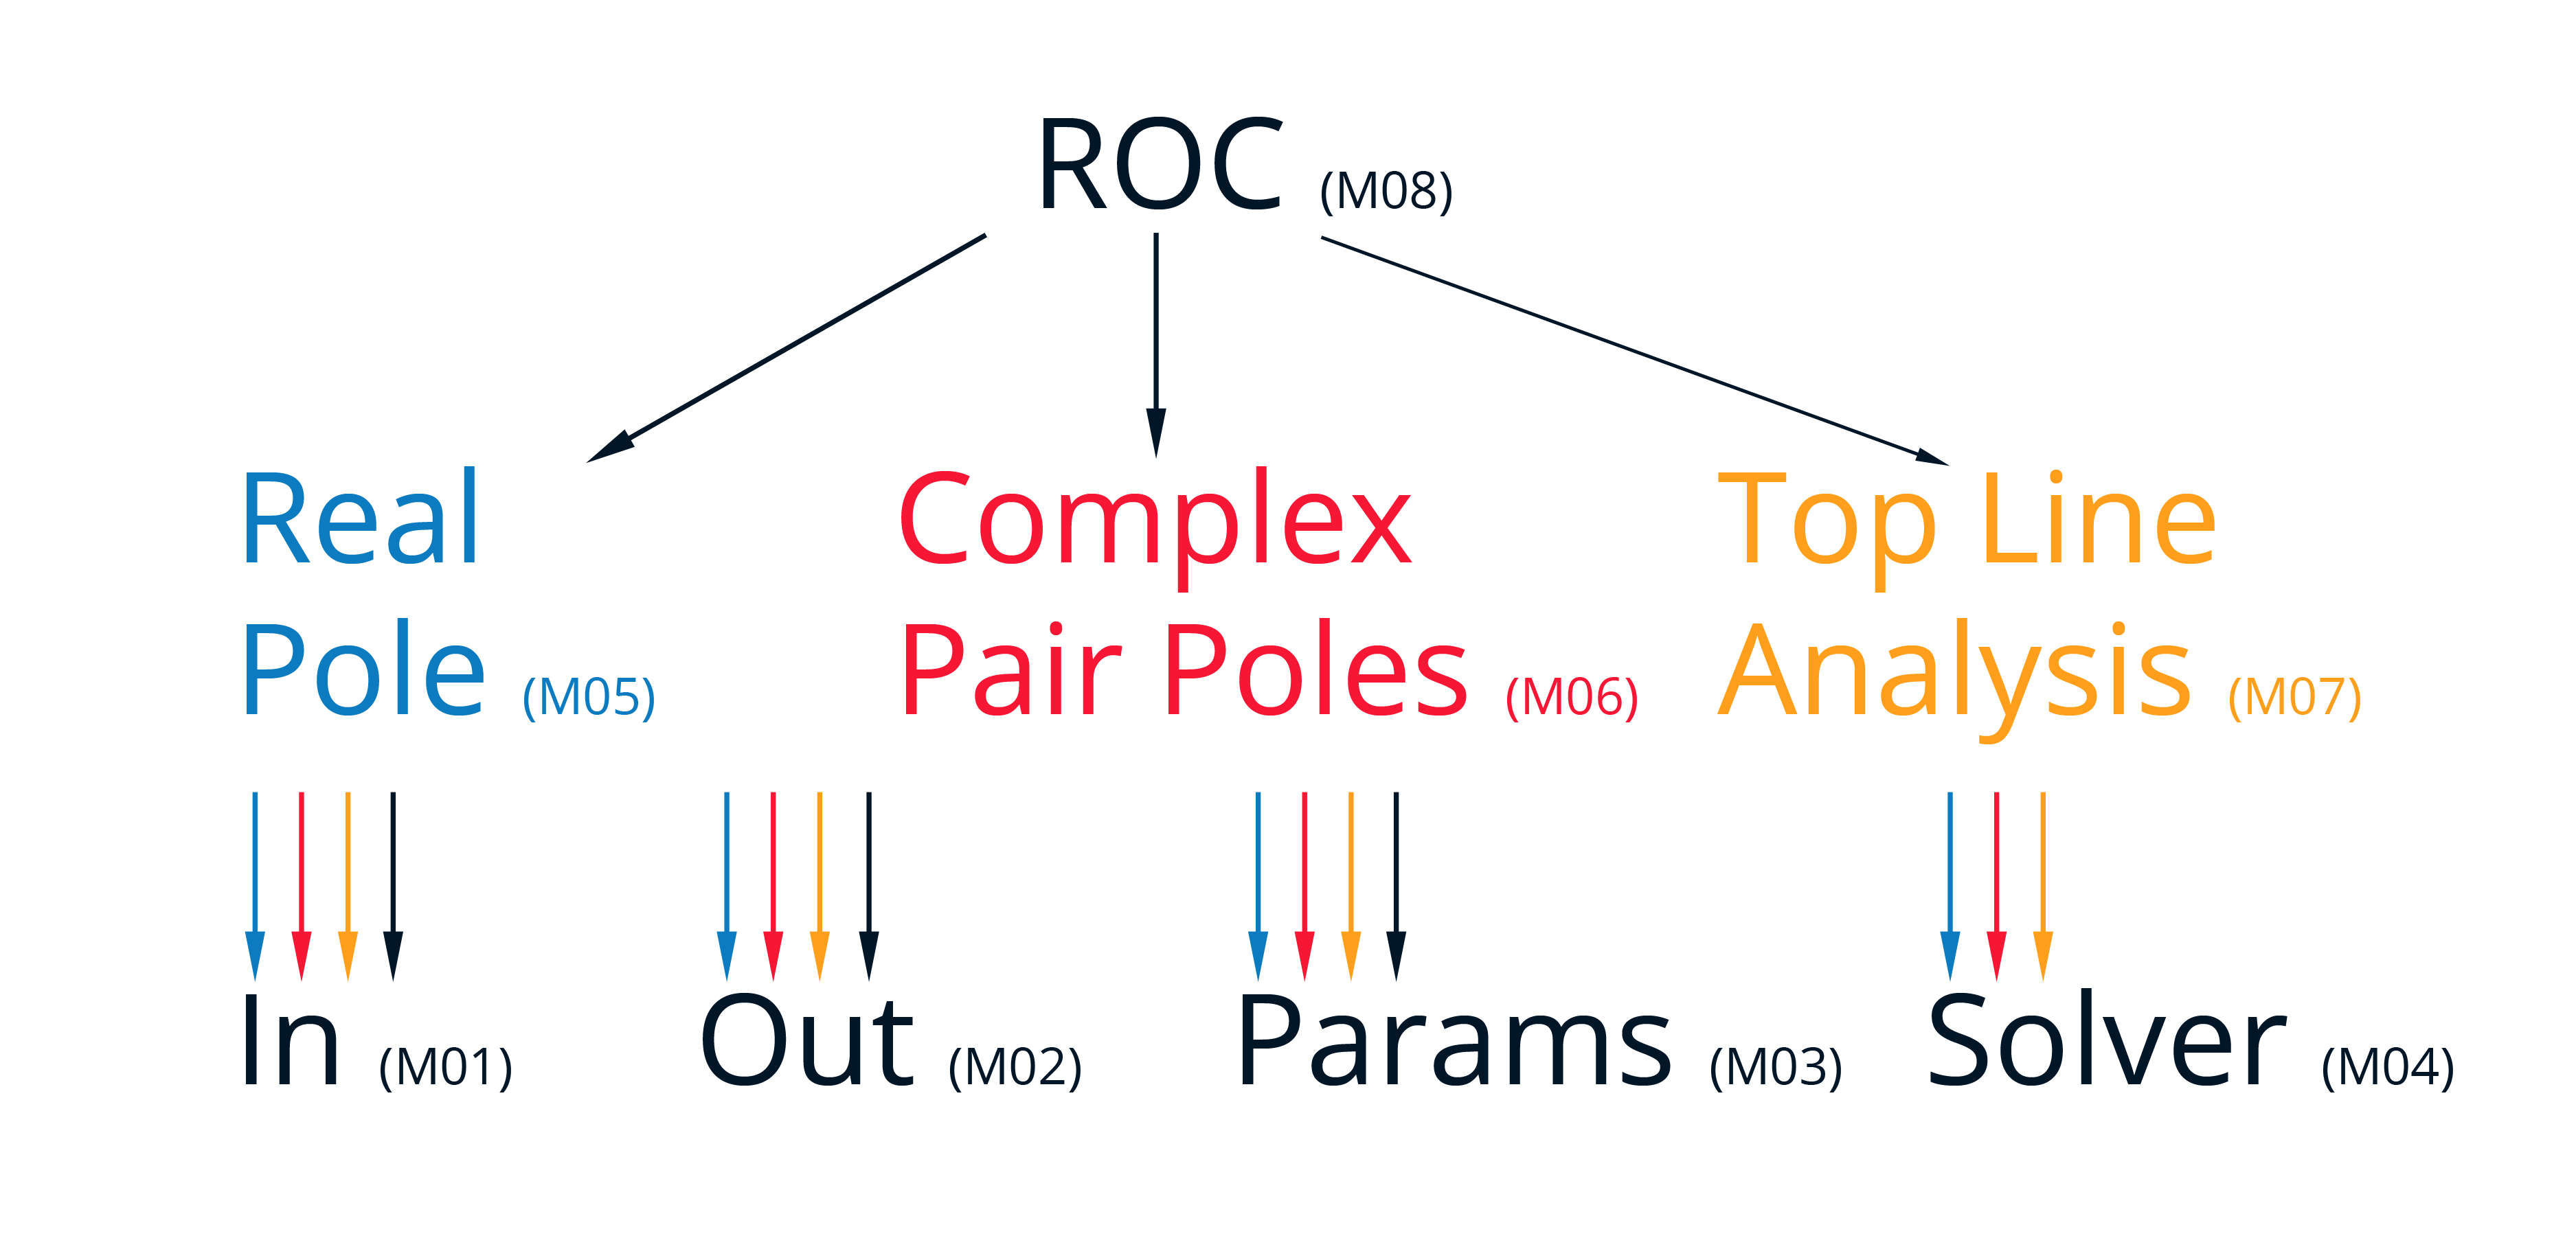 ROC (M08)
Real
Pole (M05)
Complex
Pair Poles (M06)
Top Line
Analysis (M07)
In (M01)
Out (M02)
Params (M03)
Solver (M04)